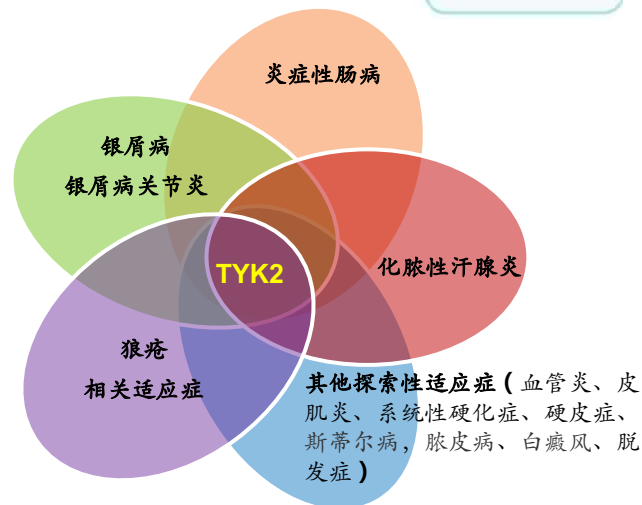 炎症性肠病
银屑病
银屑病关节炎
TYK2
化脓性汗腺炎
狼疮
相关适应症
其他探索性适应症 ( 血管炎、皮
肌炎、系统性硬化症、硬皮症、
斯蒂尔病，脓皮病、白癜风、脱
发症 )